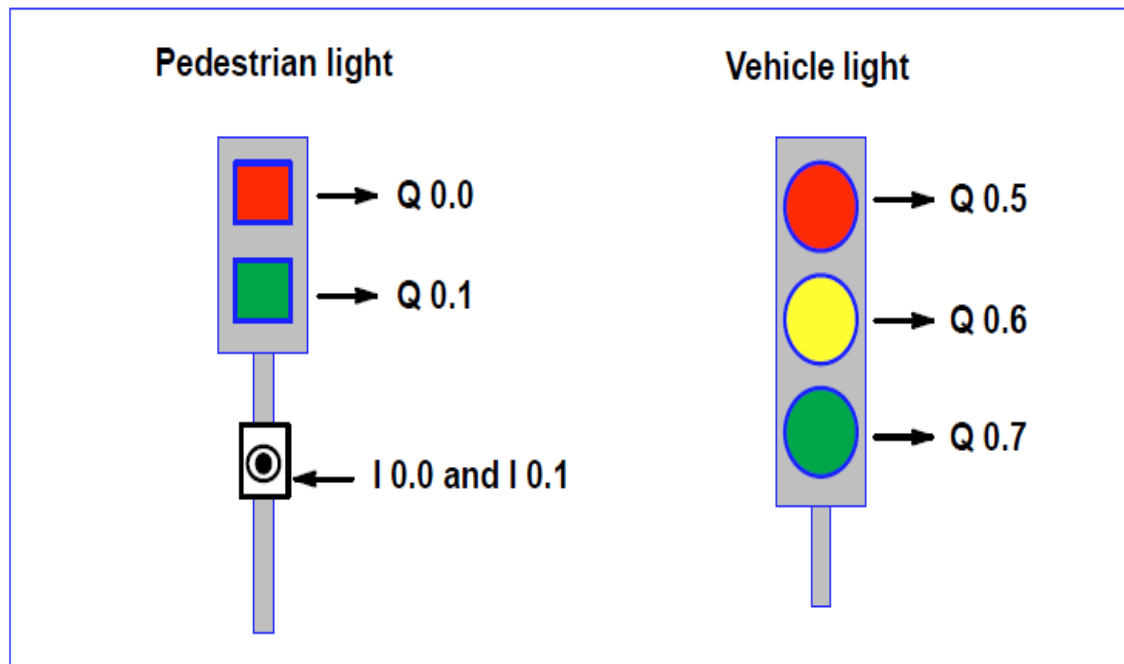 Pedestrian light
Vehicle light
Q 0.0
Q 0.5
Q 0.1
Q 0.6
Q 0.7
I 0.0 and I 0.1